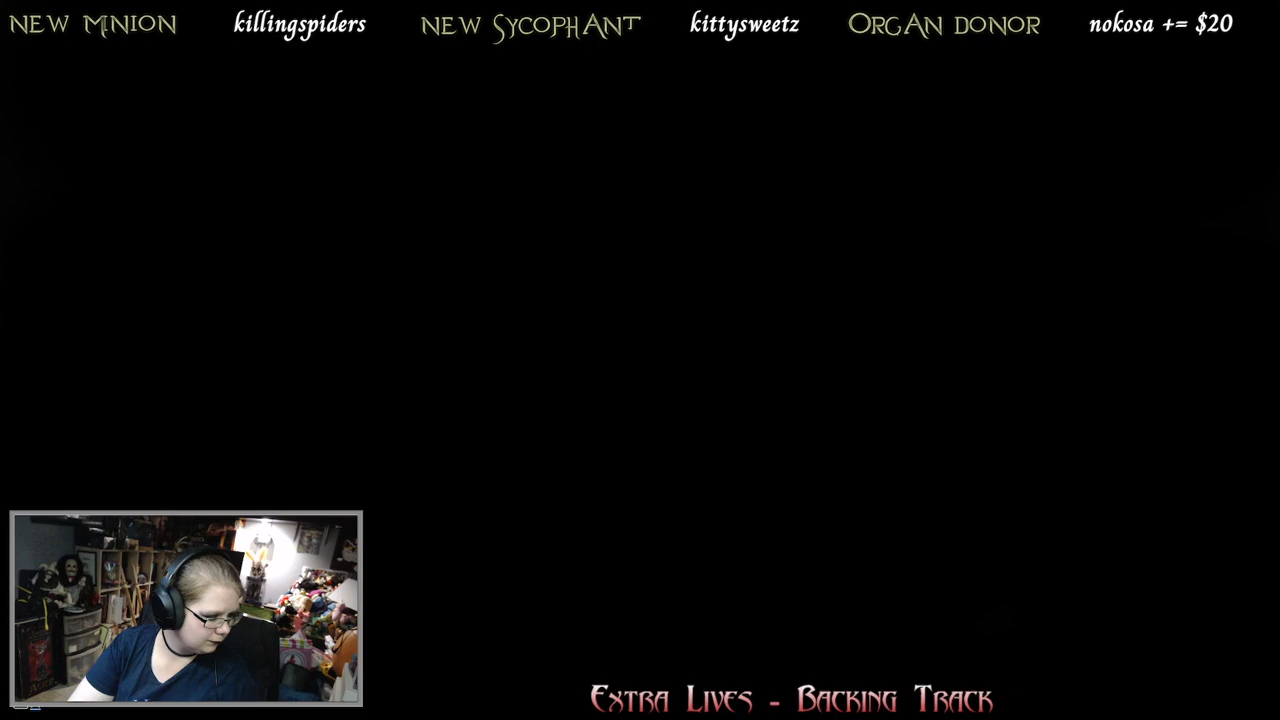 NEW MINION killingspiders NEW SYCOPHANT kittysweetz ORGAN DONOR nokosa += $20
EXTRA LIVES - BACKING TRACK